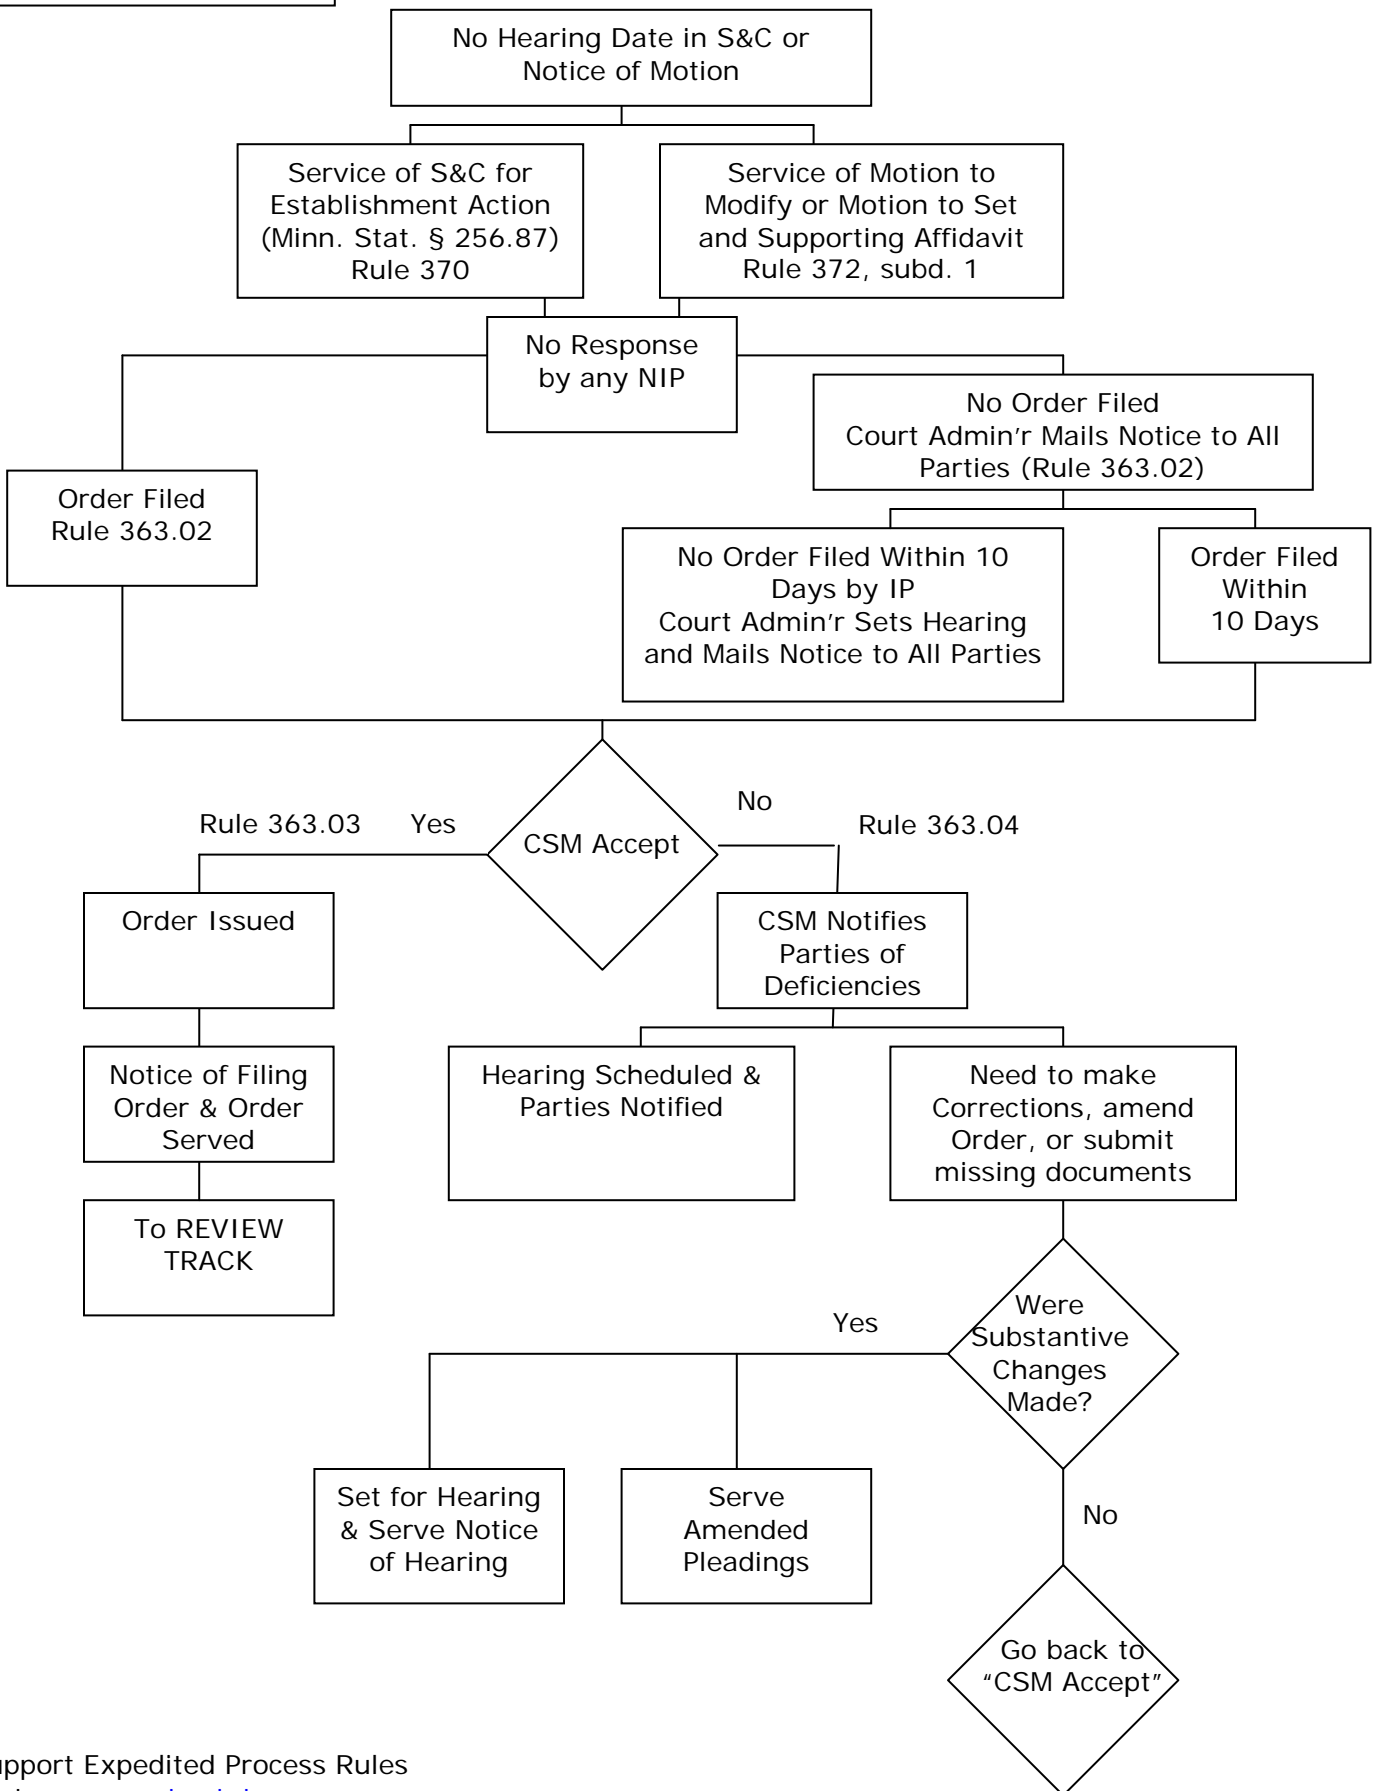 No Hearing Date in S&C or
Notice of Motion
Service of S&C for
Establishment Action
(Minn. Stat. § 256.87)
Rule 370
Service of Motion to
Modify or Motion to Set
and Supporting Affidavit
Rule 372, subd. 1
No Response
by any NIP
No Order Filed
Court Admin’r Mails Notice to All
Parties (Rule 363.02)
Order Filed
Rule 363.02
No Order Filed Within 10
Days by IP
Court Admin'r Sets Hearing
and Mails Notice to All Parties
Order Filed
Within
10 Days
Rule 363.03
Yes
CSM Accept
No
Rule 363.04
Order Issued
CSM Notifies
Parties of
Deficiencies
Notice of Filing
Order & Order
Served
Hearing Scheduled &
Parties Notified
Need to make
Corrections, amend
Order, or submit
missing documents
To REVIEW
TRACK
Were
Substantive
Changes
Made?
Yes
Set for Hearing
& Serve Notice
of Hearing
Serve
Amended
Pleadings
No
Go back to
“CSM Accept”
Expedited Process Rules